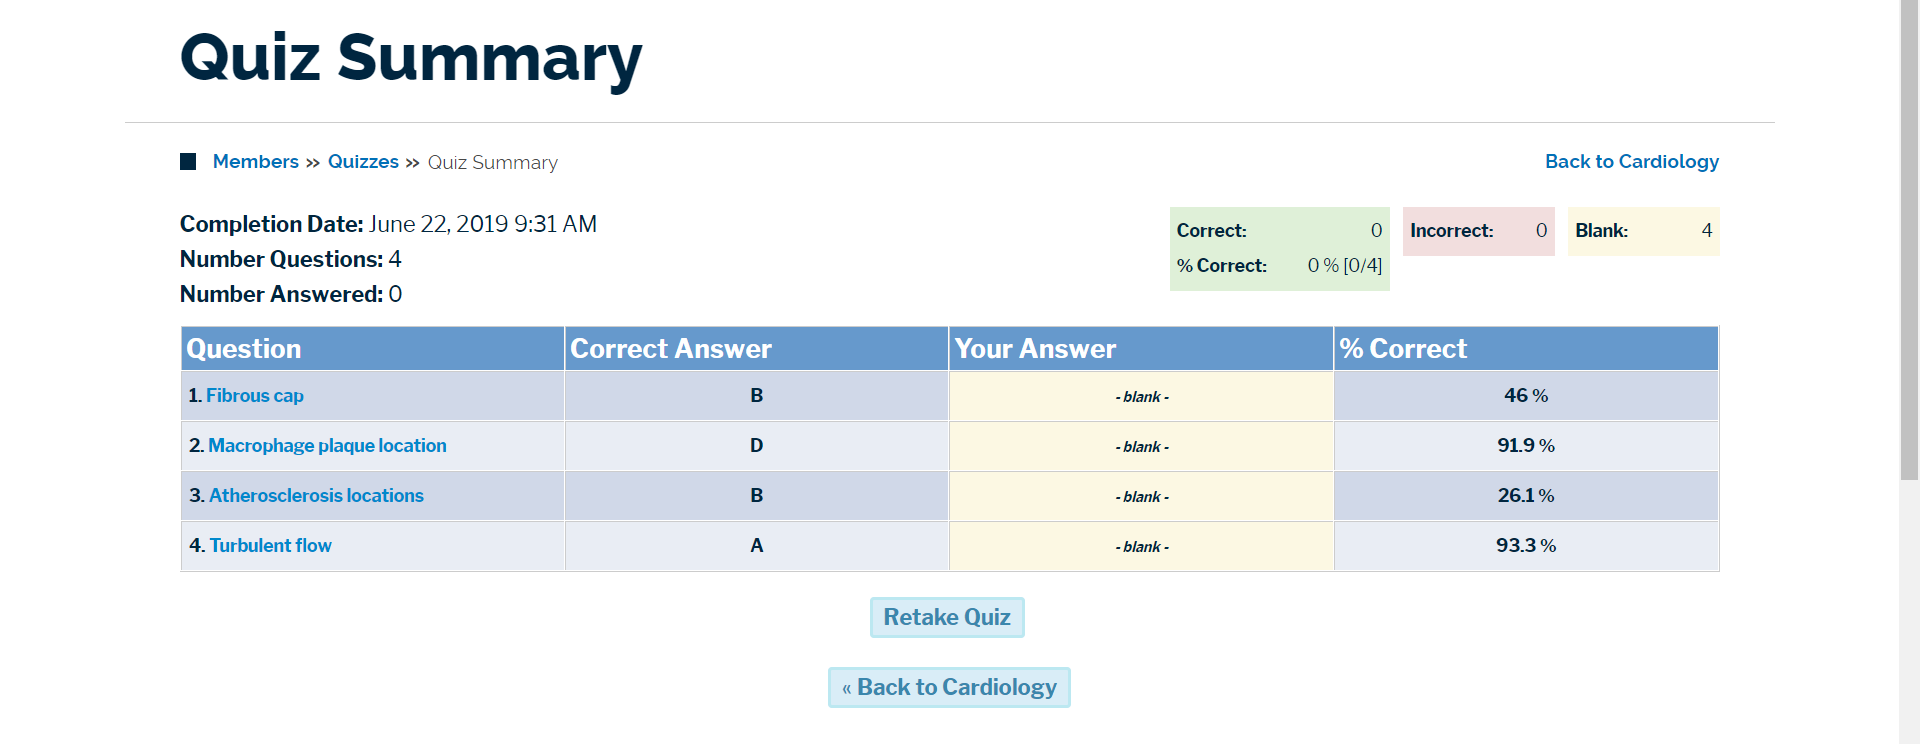 Quiz Summary
Members » Quizzes » Quiz Summary
Back to Cardiology
Completion Date: June 22, 2019 9:31 AM
Number Questions: 4
Number Answered: 0
Correct: 0
% Correct: 0 % [0/4]
Incorrect: 0
Blank: 4
Question Correct Answer Your Answer % Correct
1. Fibrous cap B - blank - 46 %
2. Macrophage plaque location D - blank - 91.9 %
3. Atherosclerosis locations B - blank - 26.1 %
4. Turbulent flow A - blank - 93.3 %
Retake Quiz
« Back to Cardiology